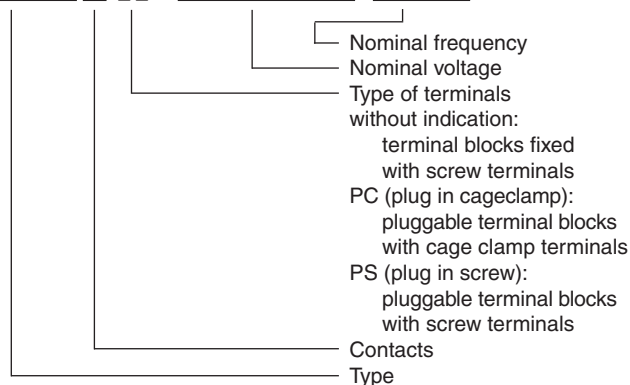 Nominal frequency
Nominal voltage
Type of terminals
without indication:
terminal blocks fixed
with screw terminals
PC (plug in cageclamp):
pluggable terminal blocks
with cage clamp terminals
PS (plug in screw):
pluggable terminal blocks
with screw terminals
Contacts
Type